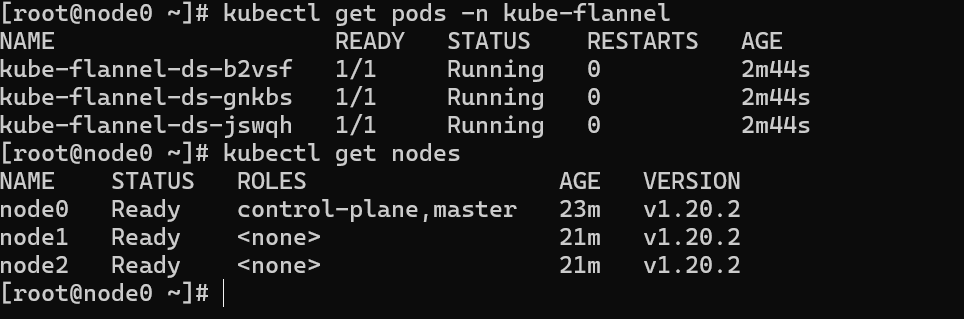 [root@node0 ~]# kubectl get pods -n kube-flannel
NAME                    READY   STATUS    RESTARTS   AGE
kube-flannel-ds-b2vsf   1/1     Running   0          2m44s
kube-flannel-ds-gnkbs   1/1     Running   0          2m44s
kube-flannel-ds-jswqh   1/1     Running   0          2m44s
[root@node0 ~]# kubectl get nodes
NAME    STATUS   ROLES                  AGE   VERSION
node0   Ready    control-plane,master   23m   v1.20.2
node1   Ready    <none>                 21m   v1.20.2
node2   Ready    <none>                 21m   v1.20.2
[root@node0 ~]#